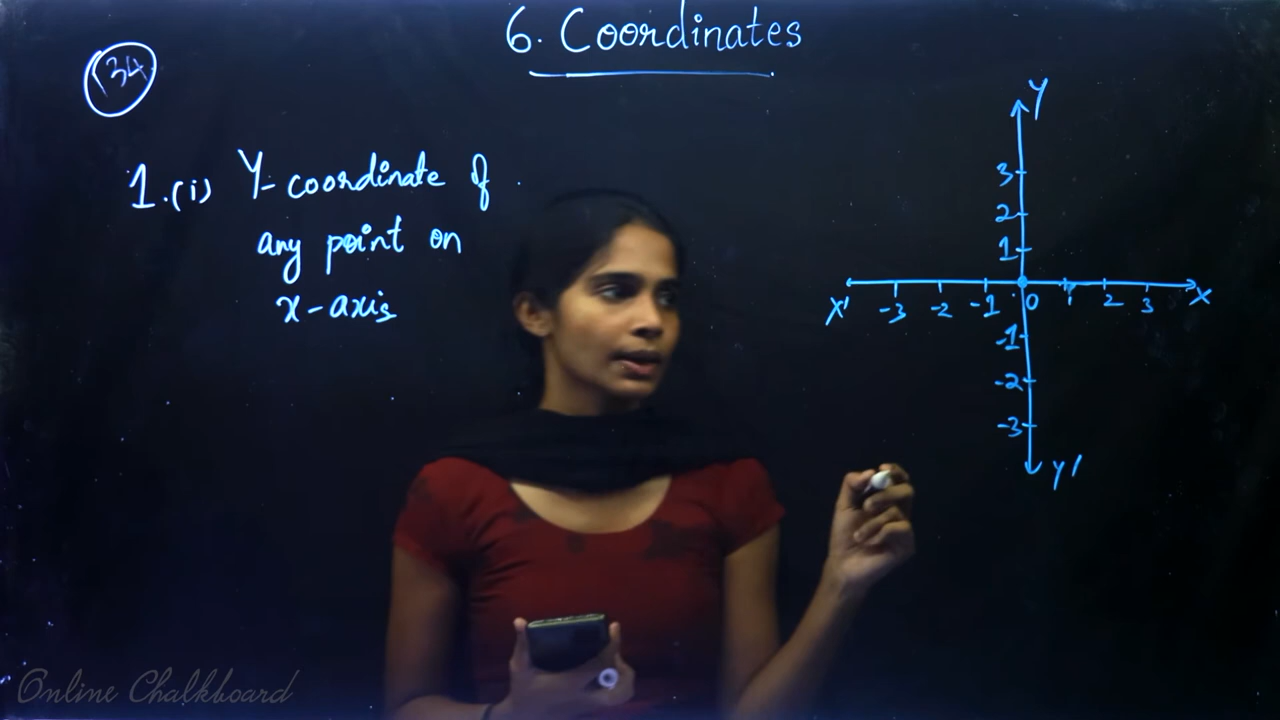 6. Coordinates
34
1.(i) Y-coordinate of
any point on
x-axis
Y
3
2
1
X' -3 -2 -1 0 1 2 3 X
-1
-2
-3
Y'
Online Chalkboard